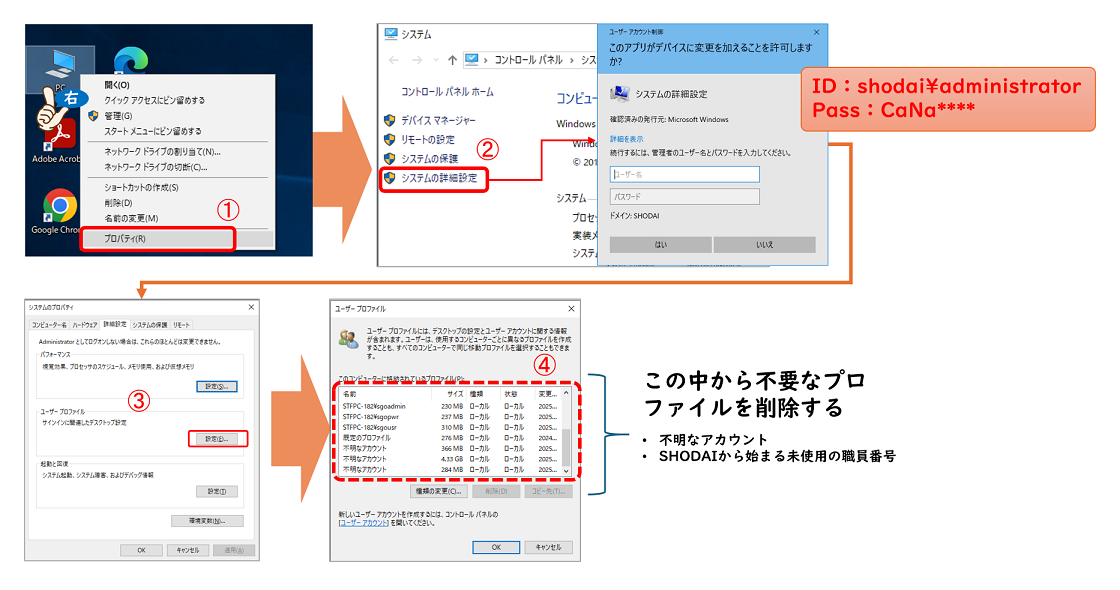 PC
右
Adobe Acrob
Google Chro
開く(O)
クイック アクセスにピン留めする
管理(G)
スタート メニューにピン留めする
ネットワーク ドライブの割り当て(N)...
ネットワーク ドライブの切断(C)...
ショートカットの作成(S)
削除(D)
名前の変更(M)
①
プロパティ(R)
システム
コントロール パネル › シス
コントロール パネル ホーム
デバイス マネージャー
リモートの設定
システムの保護
システムの詳細設定
②
コンピュー
Windows
Windo
© 201
システム
プロセッ
実装メ
システム
ユーザー アカウント制御
このアプリがデバイスに変更を加えることを許可します
か?
システムの詳細設定
確認済みの発行元: Microsoft Windows
詳細を表示
続行するには、管理者のユーザー名とパスワードを入力してください。
ユーザー名
パスワード
ドメイン: SHODAI
はい
いいえ
ID：shodai¥administrator
Pass：CaNa****
システムのプロパティ
コンピューター名 ハードウェア 詳細設定 システムの保護 リモート
Administrator としてログオンしない場合は、これらのほとんどは変更できません。
パフォーマンス
視覚効果、プロセッサのスケジュール、メモリ使用、および仮想メモリ
設定(S)...
③
ユーザー プロファイル
サインインに関連したデスクトップ設定
設定(E)...
起動と回復
システム起動、システム障害、およびデバッグ情報
設定(T)
環境変数(N)...
OK キャンセル 適用(A)
ユーザー プロファイル
ユーザー プロファイルには、デスクトップの設定とユーザー アカウントに関する情報
が含まれます。ユーザーは、使用するコンピューターごとに異なるプロファイルを作成
することも、すべてのコンピューターで同じ移動プロファイルを選択することもできま
す。
④
このコンピューターに格納されているプロファイル(P):
名前 サイズ 種類 状態 変更...
STFPC-182¥sgoadmin 230 MB ローカル ローカル 2025...
STFPC-182¥sgopwr 237 MB ローカル ローカル 2025...
STFPC-182¥sgousr 310 MB ローカル ローカル 2025...
既定のプロファイル 276 MB ローカル ローカル 2024...
不明なアカウント 366 MB ローカル ローカル 2025...
不明なアカウント 4.33 GB ローカル ローカル 2025...
不明なアカウント 284 MB ローカル ローカル 2025...
種類の変更(C)... 削除(D) コピー先(T)...
新しいユーザー アカウントを作成するには、コントロール パネルの
[ユーザー アカウント] を開いてください。
OK キャンセル
この中から不要なプロ
ファイルを削除する
• 不明なアカウント
• SHODAIから始まる未使用の職員番号